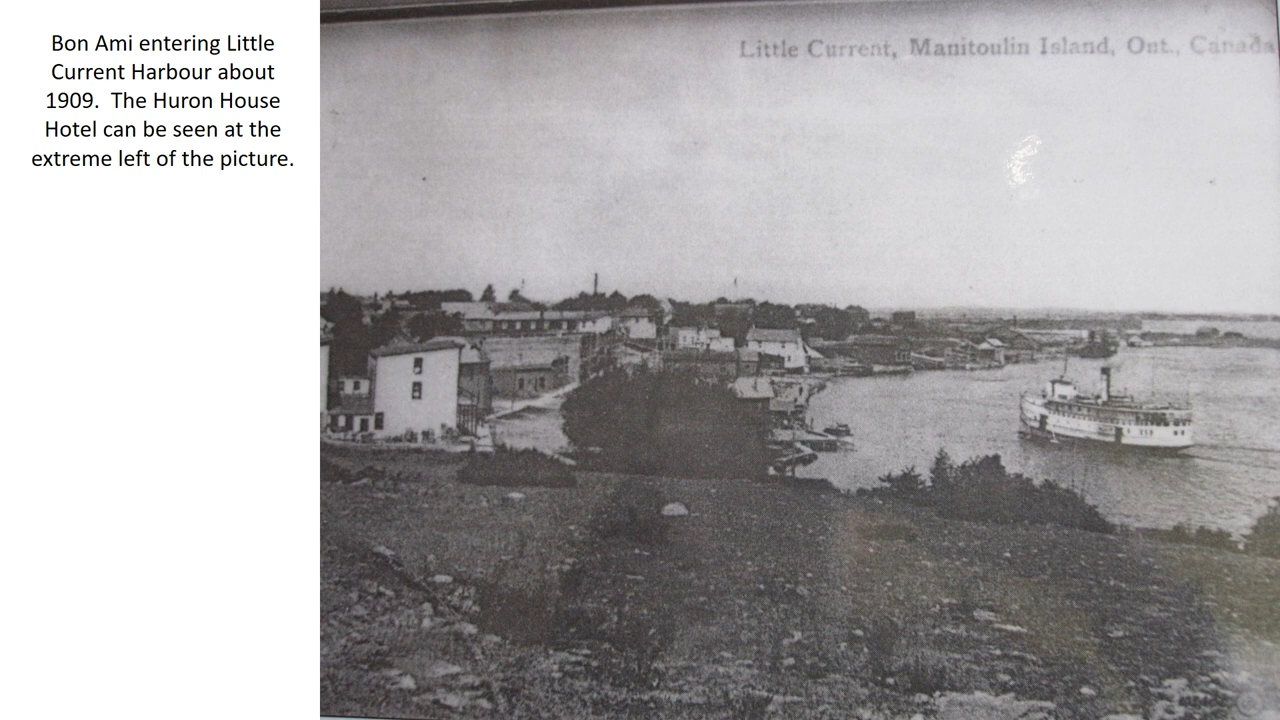 Bon Ami entering Little
Current Harbour about
1909.  The Huron House
Hotel can be seen at the
extreme left of the picture.
Little Current, Manitoulin Island, Ont., Canada